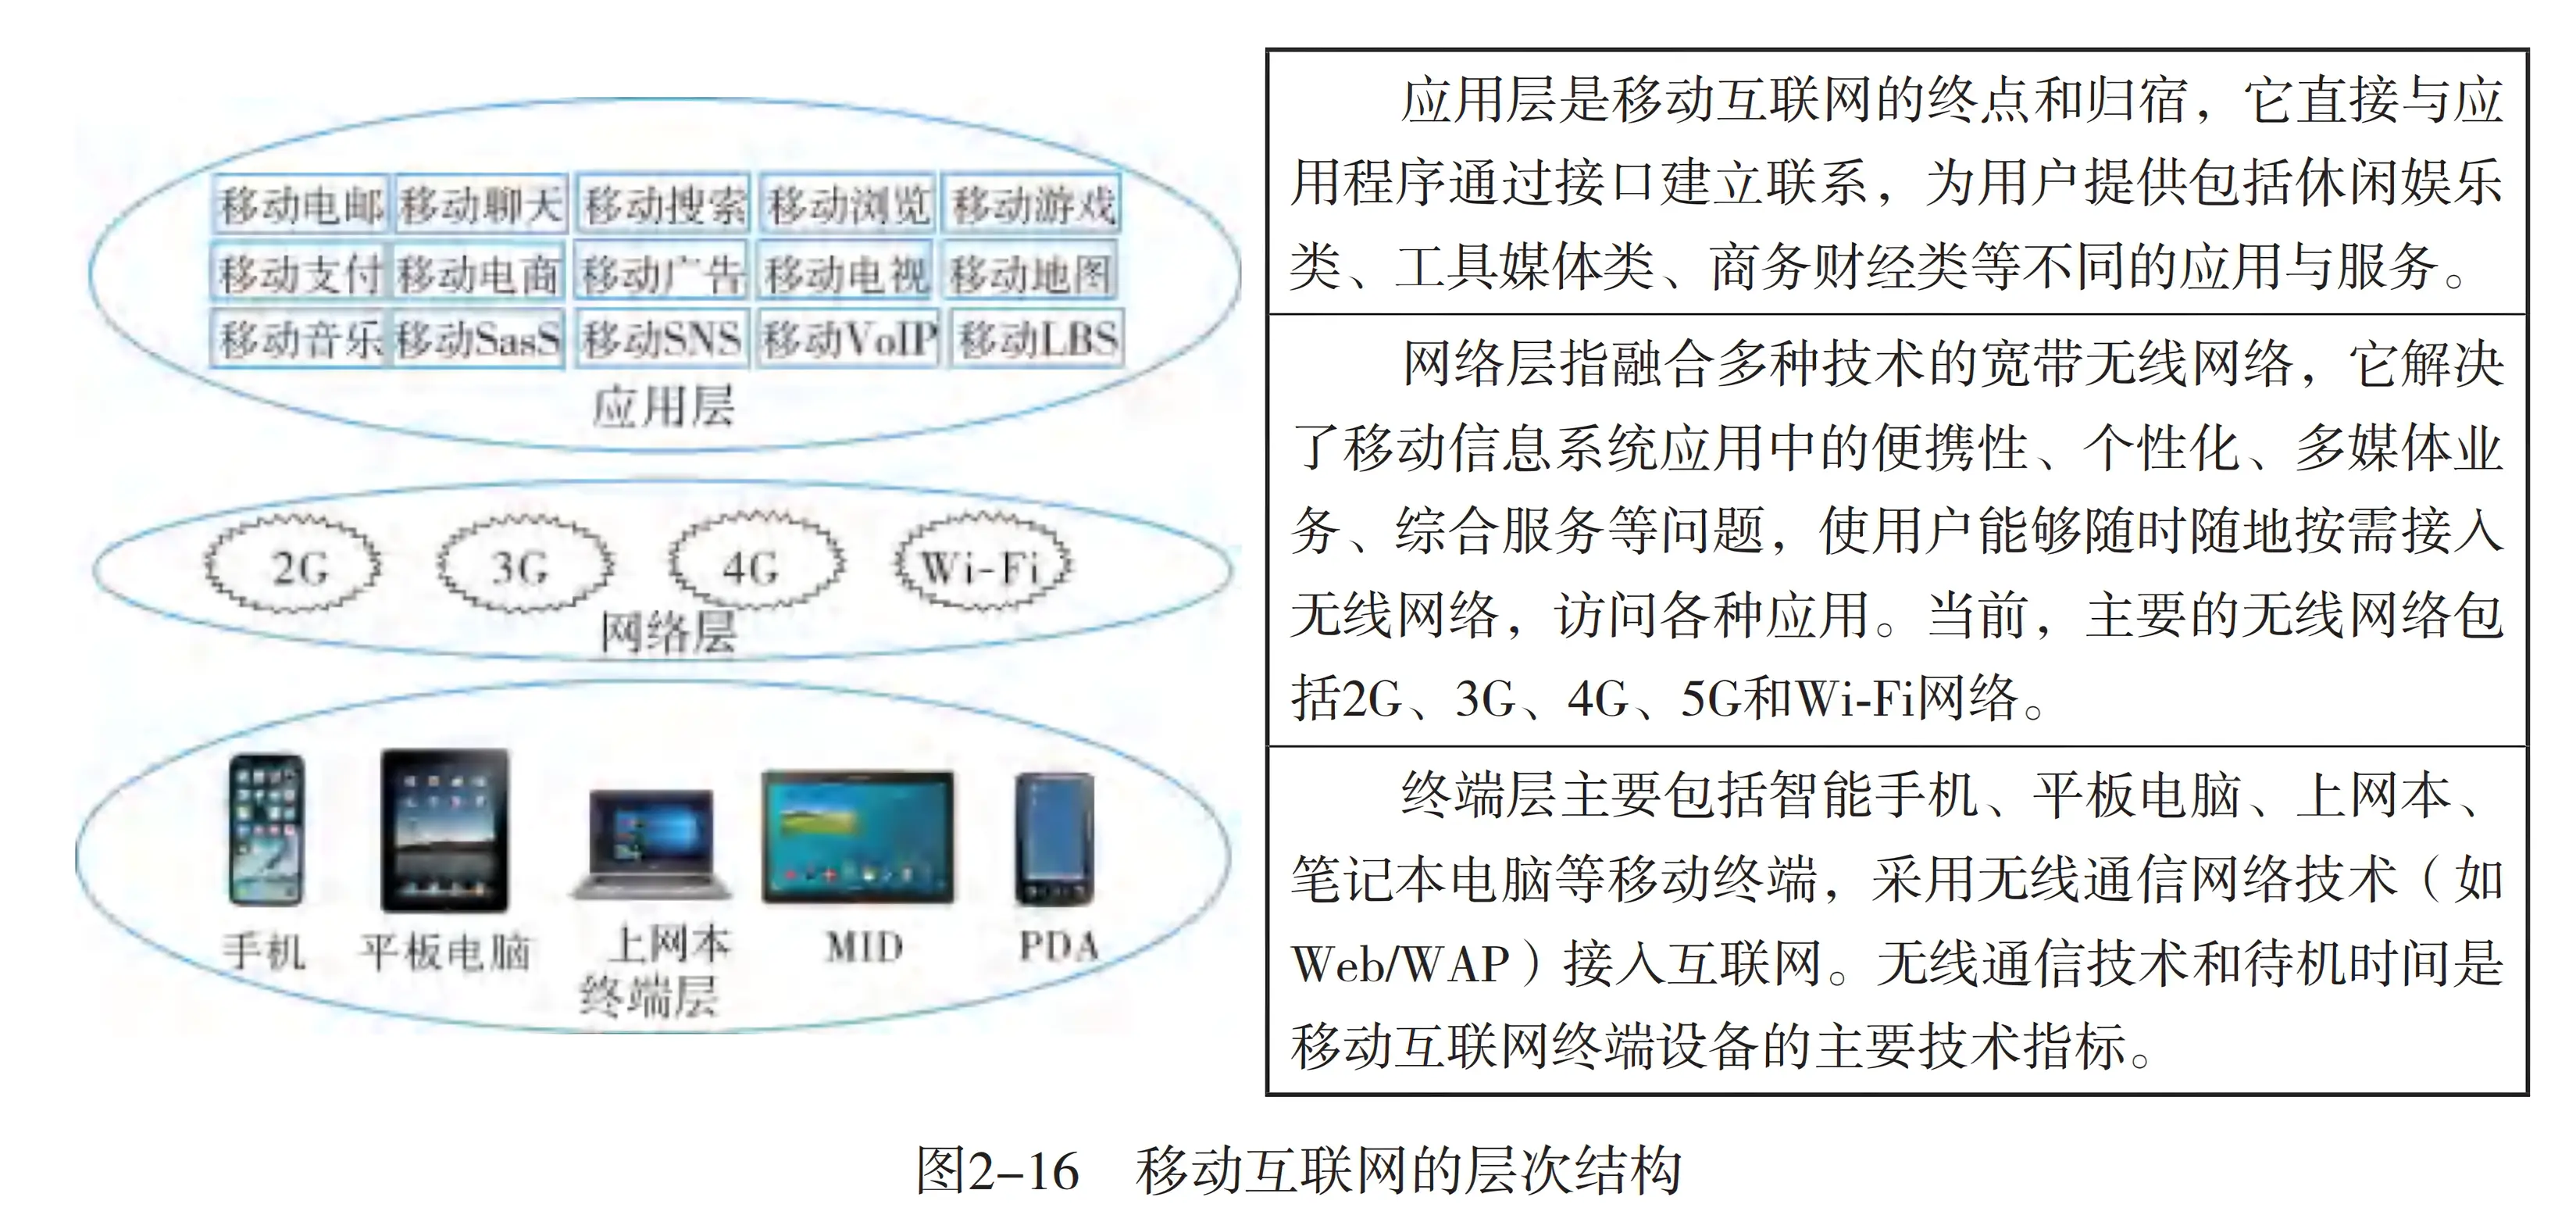 移动电邮 移动聊天 移动搜索 移动浏览 移动游戏
移动支付 移动电商 移动广告 移动电视 移动地图
移动音乐 移动SasS 移动SNS 移动VoIP 移动LBS
应用层
2G 3G 4G Wi-Fi
网络层
手机 平板电脑 上网本 MID PDA
终端层
应用层是移动互联网的终点和归宿，它直接与应
用程序通过接口建立联系，为用户提供包括休闲娱乐
类、工具媒体类、商务财经类等不同的应用与服务。
网络层指融合多种技术的宽带无线网络，它解决
了移动信息系统应用中的便携性、个性化、多媒体业
务、综合服务等问题，使用户能够随时随地按需接入
无线网络，访问各种应用。当前，主要的无线网络包
括2G、3G、4G、5G和Wi-Fi网络。
终端层主要包括智能手机、平板电脑、上网本、
笔记本电脑等移动终端，采用无线通信网络技术（如
Web/WAP）接入互联网。无线通信技术和待机时间是
移动互联网终端设备的主要技术指标。
图2-16 移动互联网的层次结构